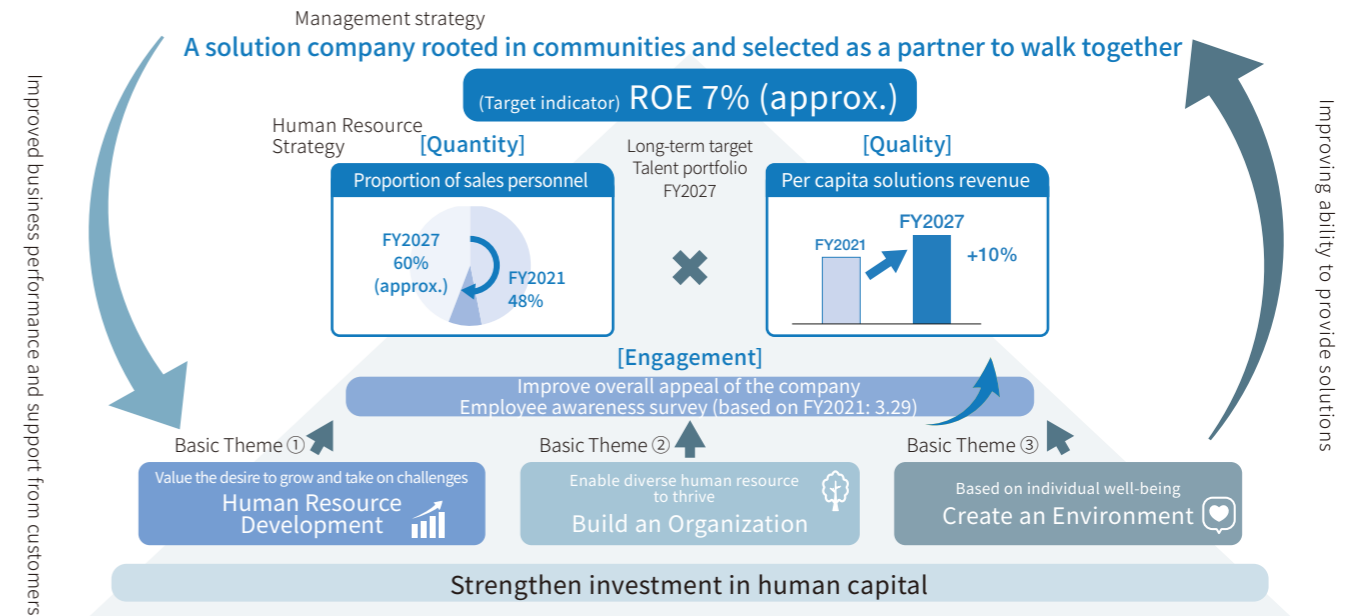 Management strategy
A solution company rooted in communities and selected as a partner to walk together
(Target indicator) ROE 7% (approx.)
Human Resource
Strategy
[Quantity]
Proportion of sales personnel
FY2027
60%
(approx.)
FY2021
48%
Long-term target
Talent portfolio
FY2027
[Quality]
Per capita solutions revenue
FY2021
FY2027
+10%
[Engagement]
Improve overall appeal of the company
Employee awareness survey (based on FY2021: 3.29)
Basic Theme ①
Value the desire to grow and take on challenges
Human Resource
Development
Basic Theme ②
Enable diverse human resource
to thrive
Build an Organization
Basic Theme ③
Based on individual well-being
Create an Environment
Strengthen investment in human capital
Improved business performance and support from customers
Improving ability to provide solutions